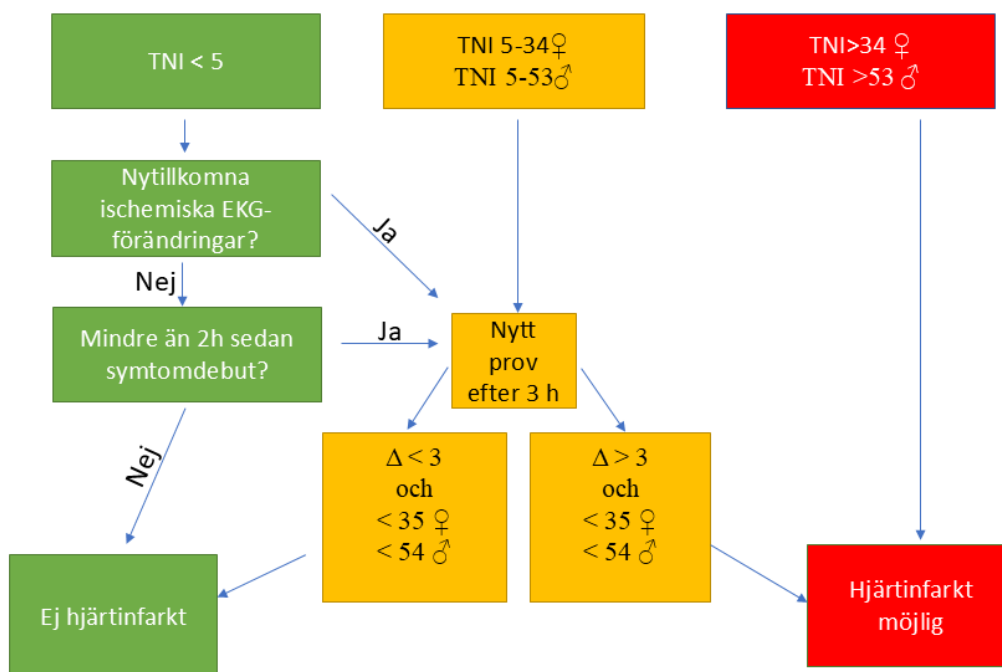 TNI < 5
TNI 5-34♀
TNI 5-53♂
TNI>34 ♀
TNI >53 ♂
Nytillkomna
ischemiska EKG-
förändringar?
Ja
Nej
Mindre än 2h sedan
symtomdebut?
Ja
Nytt
prov
efter 3 h
Nej
Δ < 3
och
< 35 ♀
< 54 ♂
Δ > 3
och
< 35 ♀
< 54 ♂
Ej hjärtinfarkt
Hjärtinfarkt
möjlig